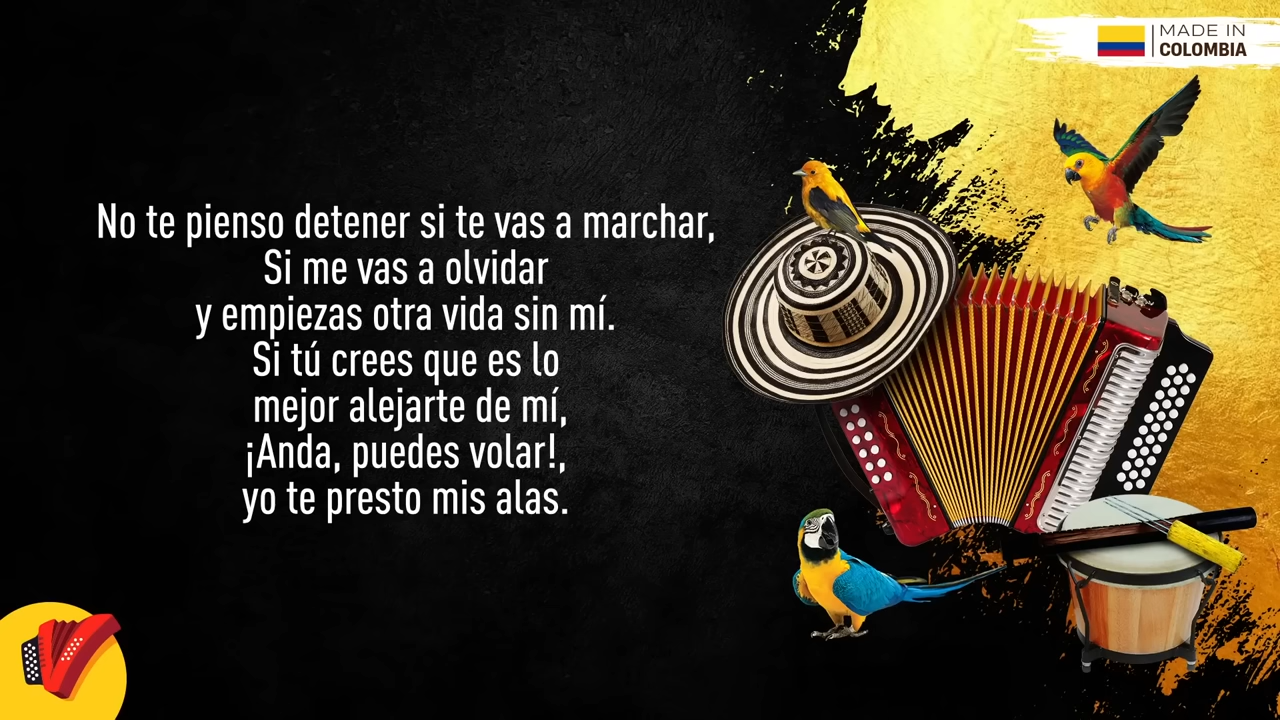 MADE IN
COLOMBIA
No te pienso detener si te vas a marchar,
Si me vas a olvidar
y empiezas otra vida sin mí.
Si tú crees que es lo
mejor alejarte de mí,
¡Anda, puedes volar!,
yo te presto mis alas.